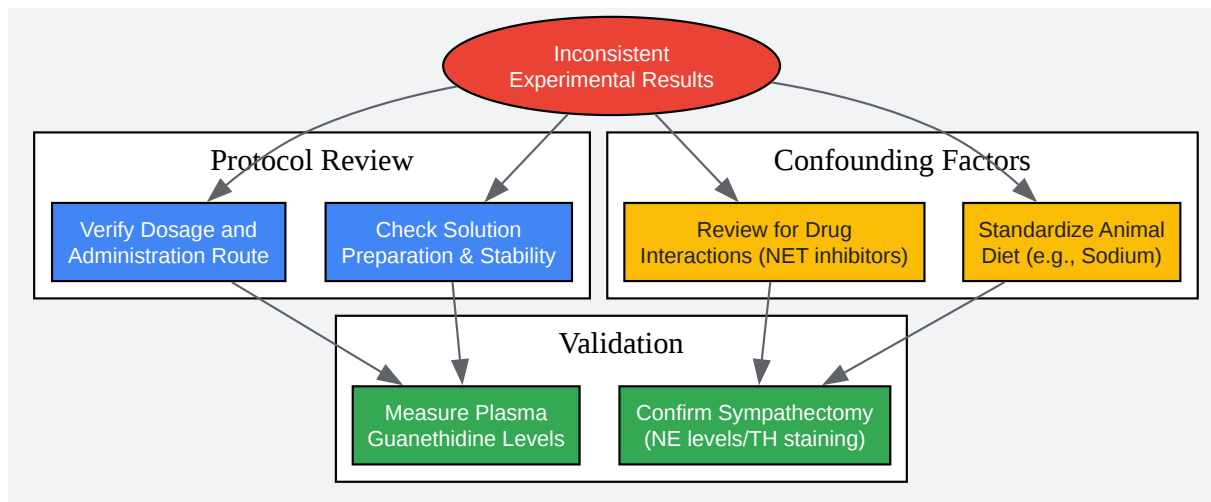 Inconsistent
Experimental Results
Protocol Review
Confounding Factors
Verify Dosage and
Administration Route
Check Solution
Preparation & Stability
Review for Drug
Interactions (NET inhibitors)
Standardize Animal
Diet (e.g., Sodium)
Validation
Measure Plasma
Guanethidine Levels
Confirm Sympathectomy
(NE levels/TH staining)